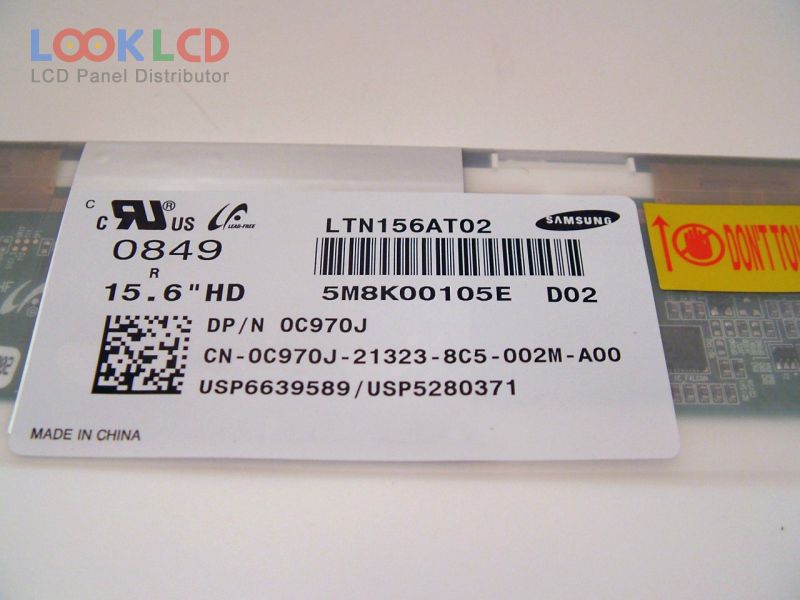 LOOK LCD
LCD Panel Distributor
C
c UR ® US
LEAD-FREE
LTN156AT02
SAMSUNG
0849
R
15.6"HD
5M8K00105E D02
DP/N 0C970J
CN-0C970J-21323-8C5-002M-A00
USP6639589/USP5280371
MADE IN CHINA
DON'T TOU